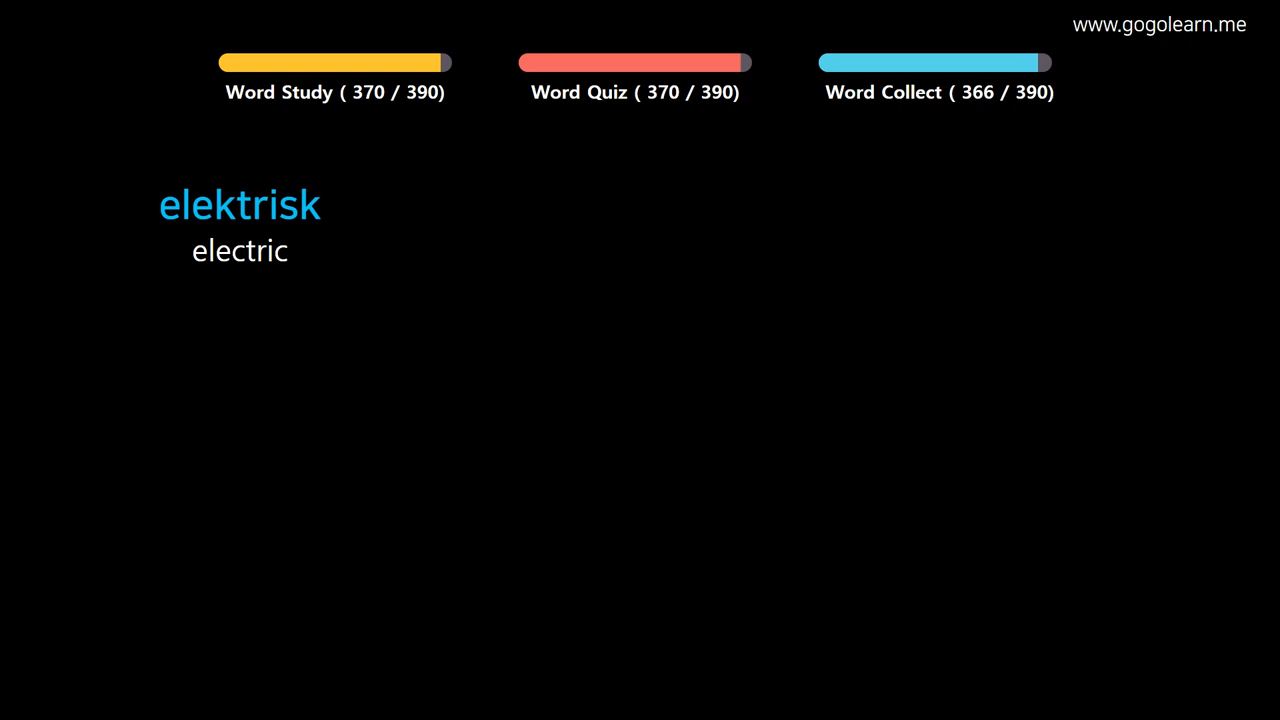 www.gogolearn.me
Word Study ( 370 / 390)
Word Quiz ( 370 / 390)
Word Collect ( 366 / 390)
elektrisk
electric